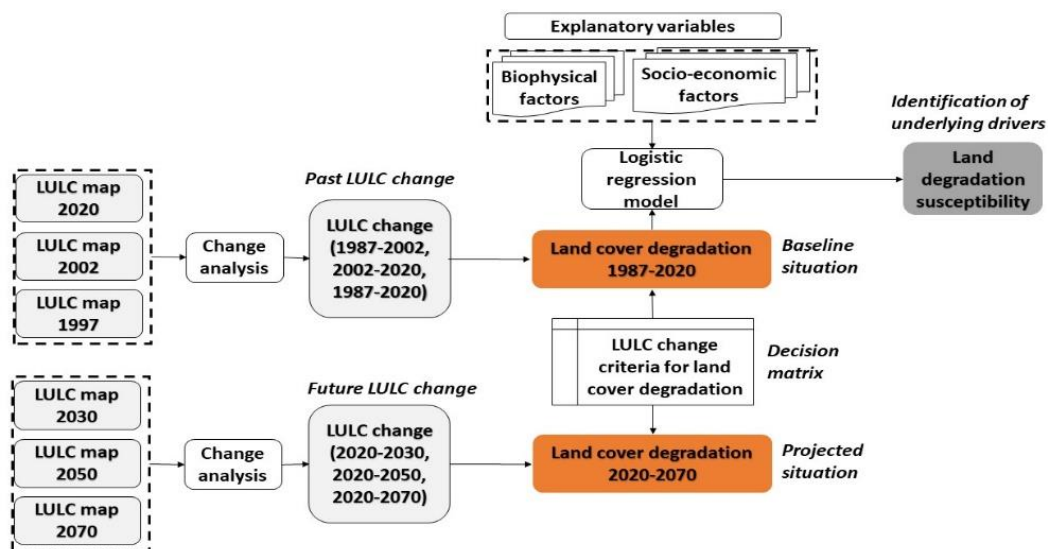 Explanatory variables
Biophysical
factors
Socio-economic
factors
Identification of
underlying drivers
Logistic
regression
model
Land
degradation
susceptibility
LULC map
2020
LULC map
2002
LULC map
1997
Change
analysis
Past LULC change
LULC change
(1987-2002,
2002-2020,
1987-2020)
Land cover degradation
1987-2020
Baseline
situation
LULC change
criteria for land
cover degradation
Decision
matrix
LULC map
2030
LULC map
2050
LULC map
2070
Change
analysis
Future LULC change
LULC change
(2020-2030,
2020-2050,
2020-2070)
Land cover degradation
2020-2070
Projected
situation